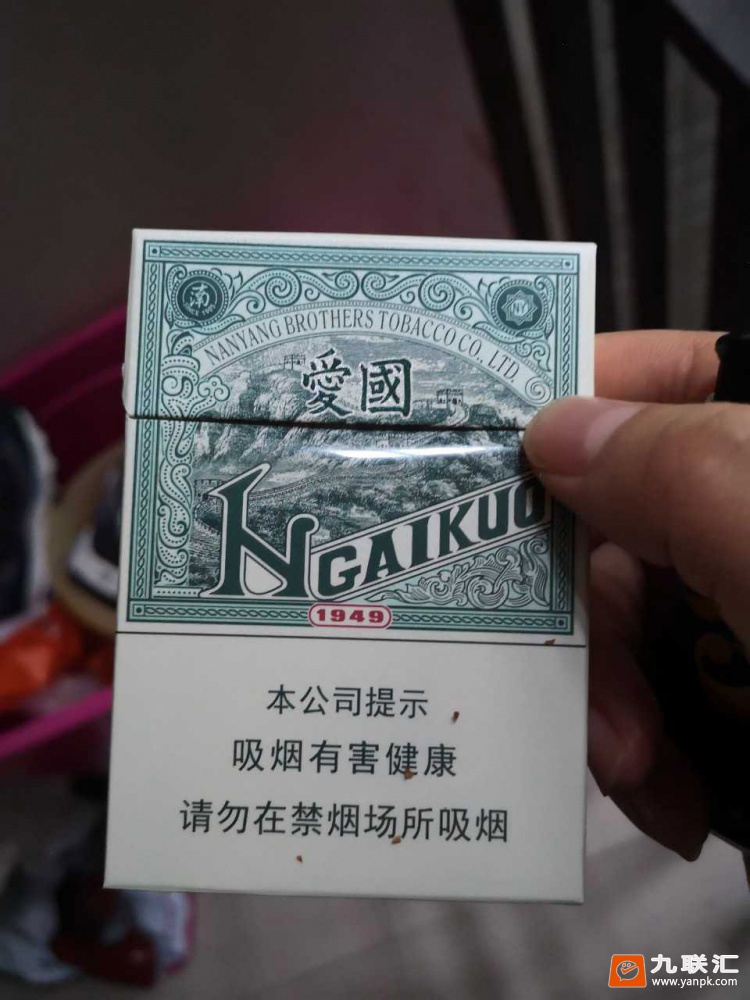 南
NANYANG BROTHERS TOBACCO CO., LTD
愛國
NGAIKUO
1949
本公司提示
吸烟有害健康
请勿在禁烟场所吸烟
九联汇
www.yanpk.com